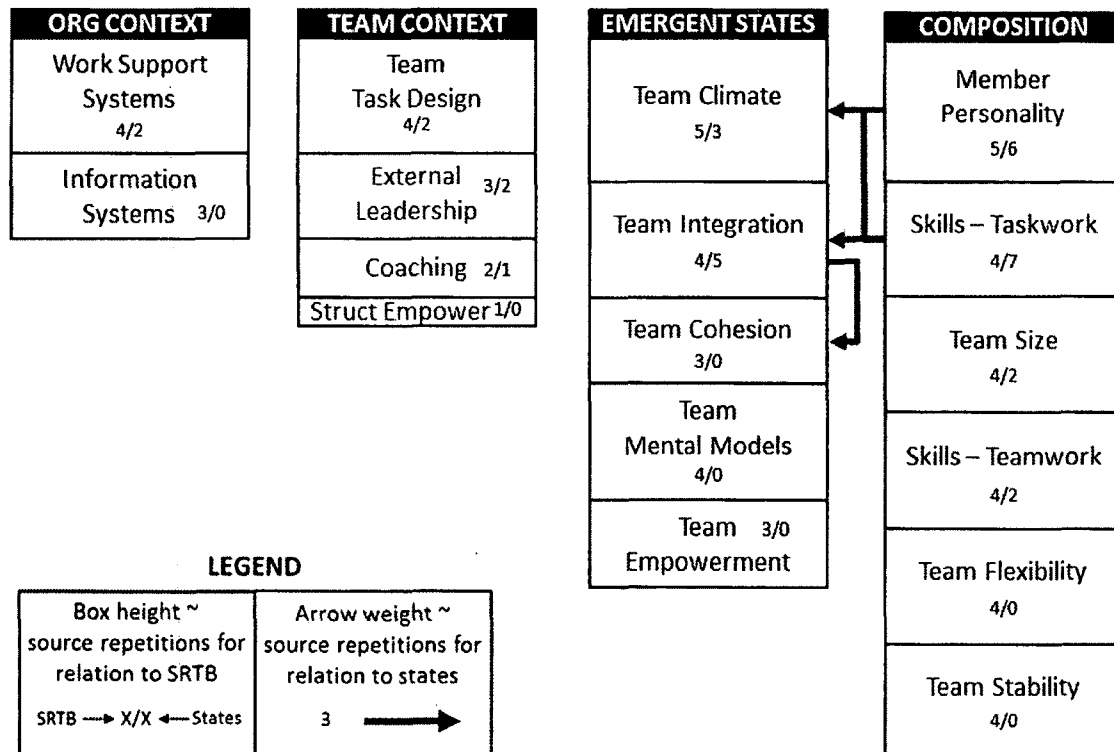 ORG CONTEXT
Work Support
Systems
4/2
Information
Systems 3/0
TEAM CONTEXT
Team
Task Design
4/2
External 3/2
Leadership
Coaching 2/1
Struct Empower 1/0
EMERGENT STATES
Team Climate
5/3
Team Integration
4/5
Team Cohesion
3/0
Team
Mental Models
4/0
Team 3/0
Empowerment
COMPOSITION
Member
Personality
5/6
Skills – Taskwork
4/7
Team Size
4/2
Skills – Teamwork
4/2
Team Flexibility
4/0
Team Stability
4/0
LEGEND
Box height ~
source repetitions for
relation to SRTB
SRTB → X/X ← States
Arrow weight ~
source repetitions for
relation to states
3